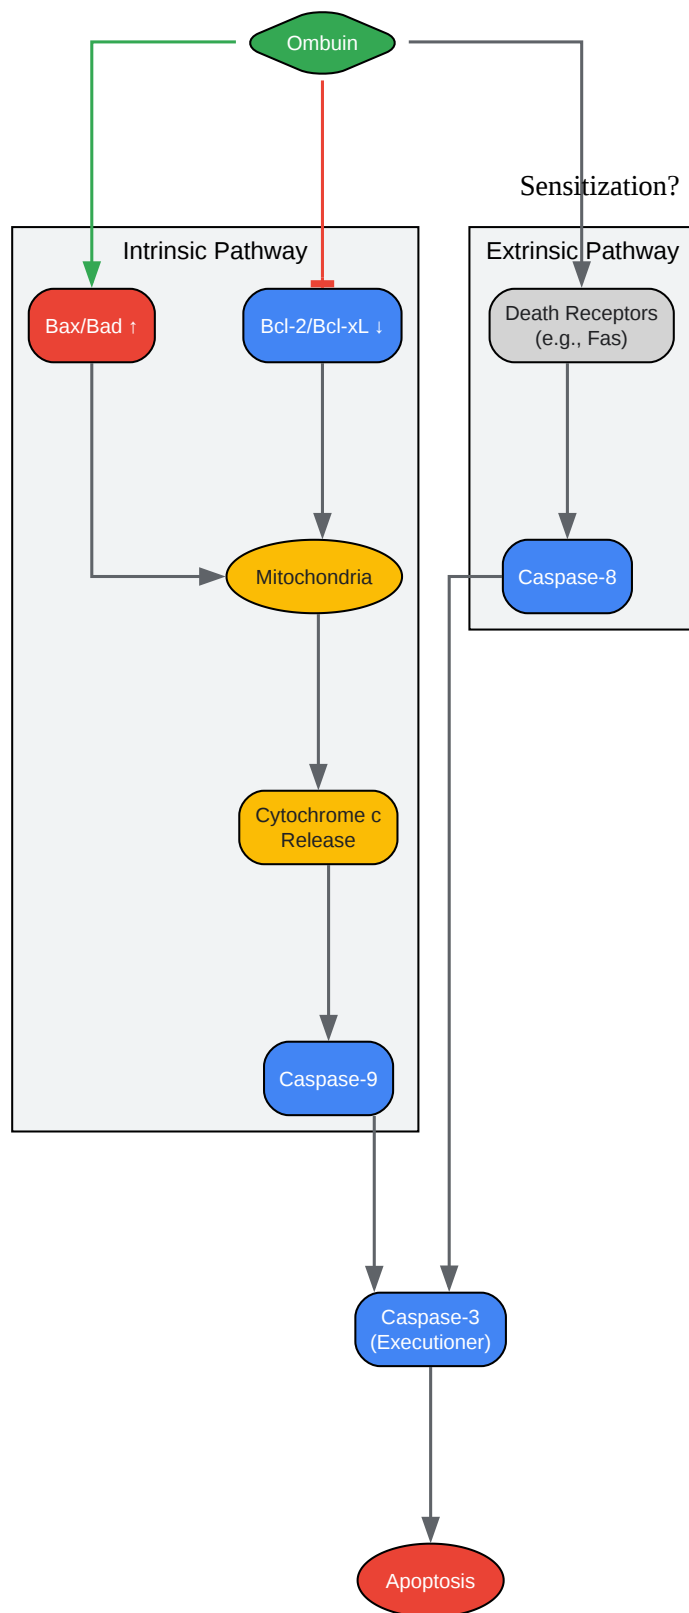 Ombuin
Sensitization?
Intrinsic Pathway
Extrinsic Pathway
Bax/Bad ↑
Bcl-2/Bcl-xL ↓
Death Receptors
(e.g., Fas)
Mitochondria
Caspase-8
Cytochrome c
Release
Caspase-9
Caspase-3
(Executioner)
Apoptosis